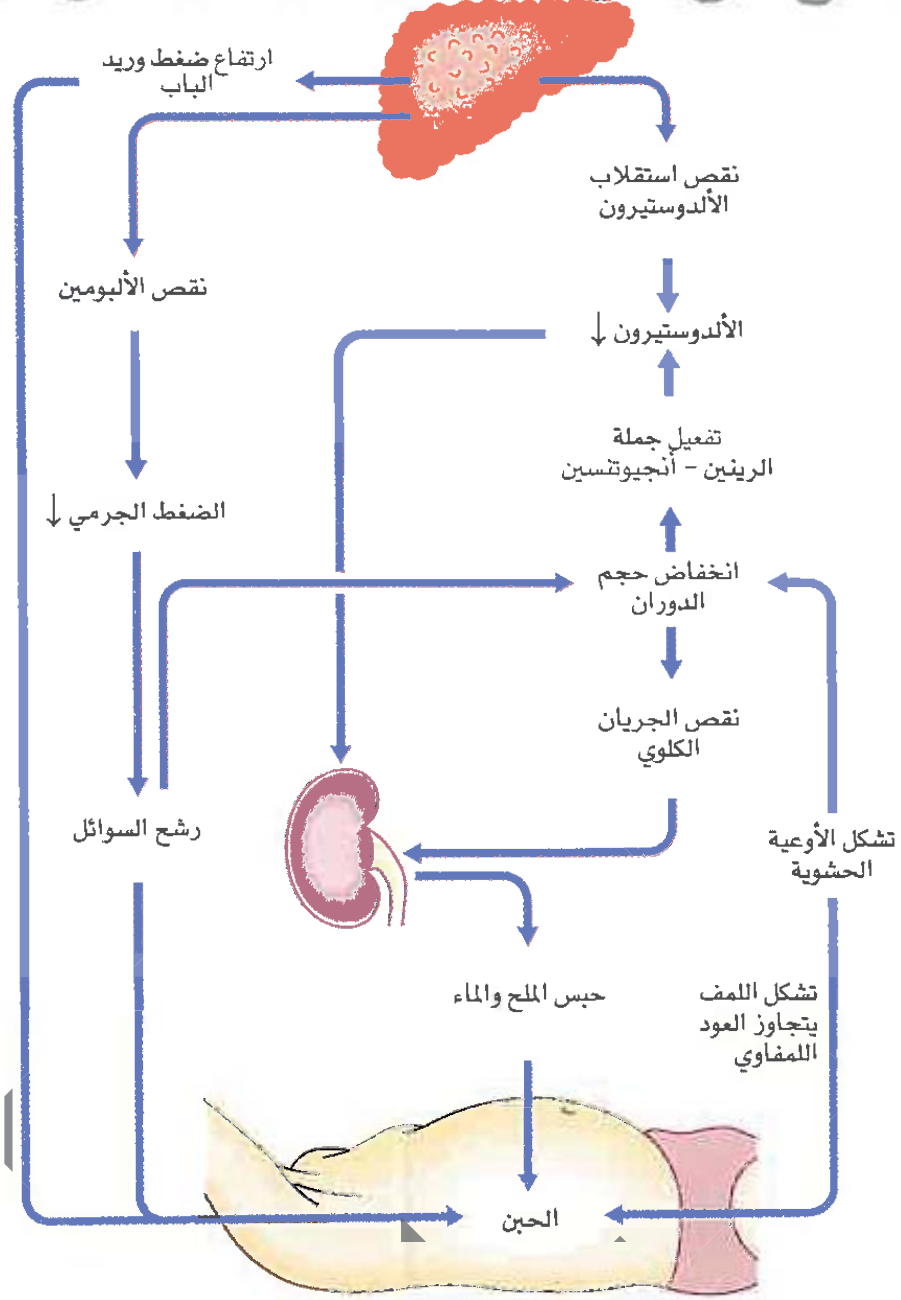 ارتفاع ضغط وريد
الباب
نقص استقلاب
الألدوستيرون
نقص الألبومين
الألدوستيرون ↓
تفعيل جملة
الرينين - أنجيوتنسين
الضغط الجرمي ↓
انخفاض حجم
الدوران
نقص الجريان
الكلوي
رشح السوائل
تشكل الأوعية
الحشوية
حبس الملح والماء
تشكل اللمف
يتجاوز العود
اللمفاوي
الحبن